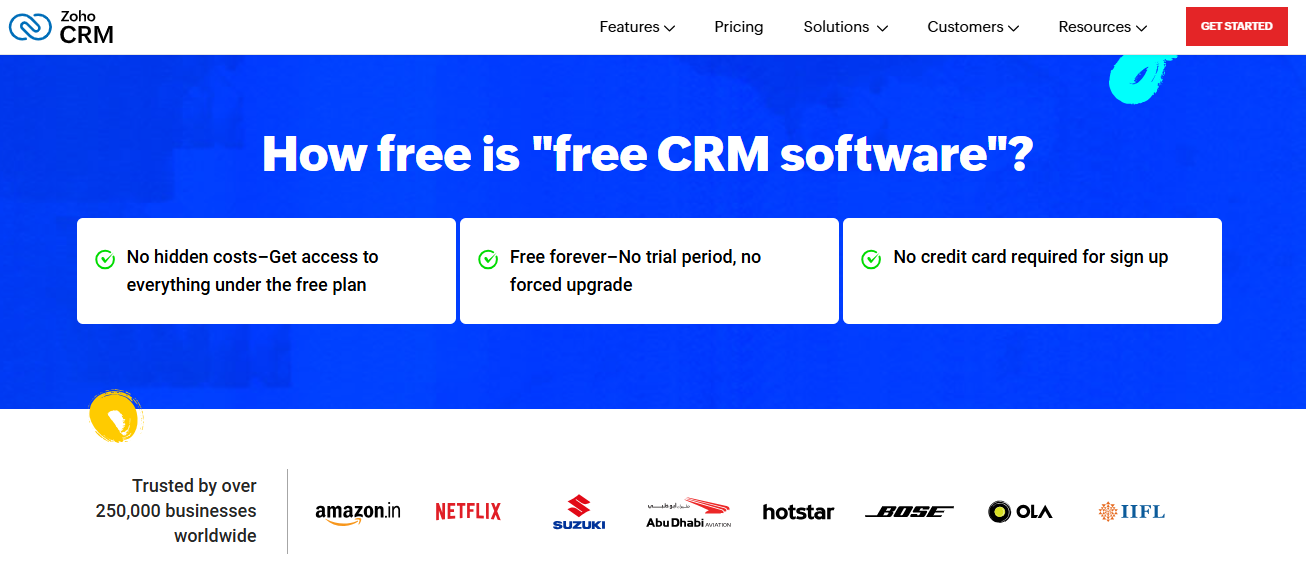 Zoho
CRM
Features
Pricing
Solutions
Customers
Resources
GET STARTED
How free is "free CRM software"?
No hidden costs–Get access to
everything under the free plan
Free forever–No trial period, no
forced upgrade
No credit card required for sign up
Trusted by over
250,000 businesses
worldwide
amazon.in
NETFLIX
SUZUKI
Abu Dhabi AVIATION
hotstar
BOSE
OLA
IIFL